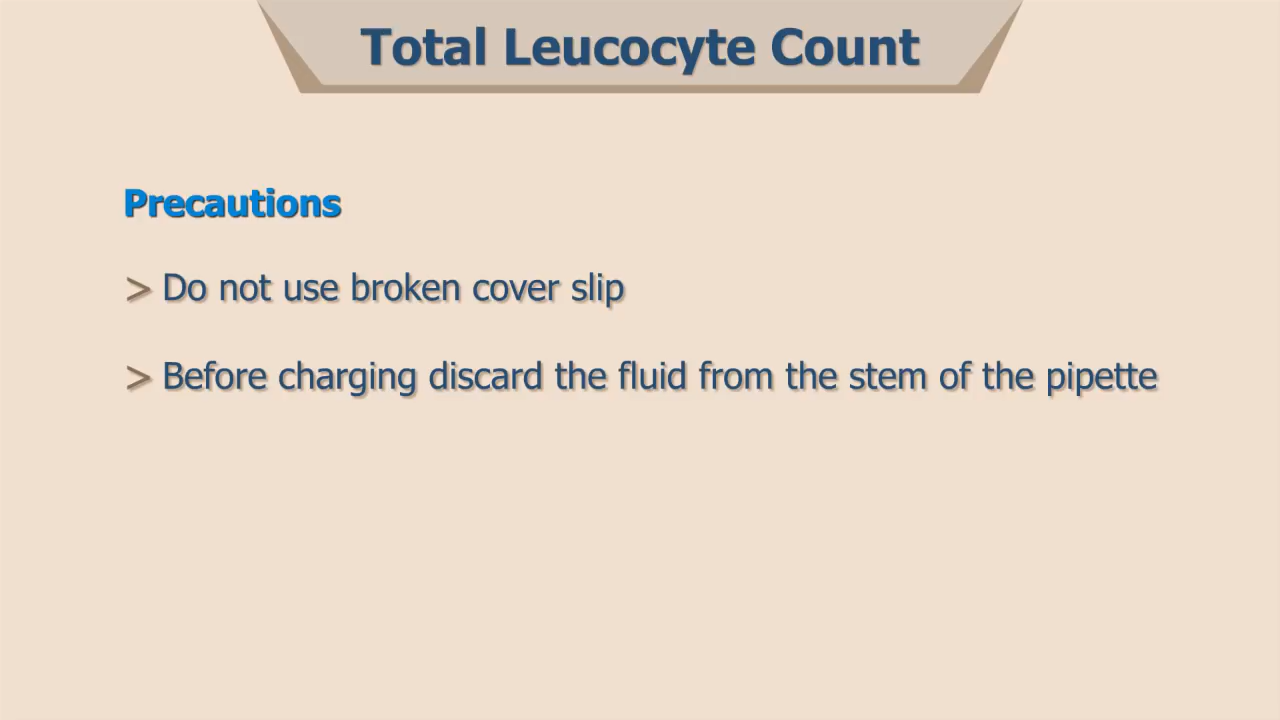 Total Leucocyte Count
Precautions
> Do not use broken cover slip
> Before charging discard the fluid from the stem of the pipette